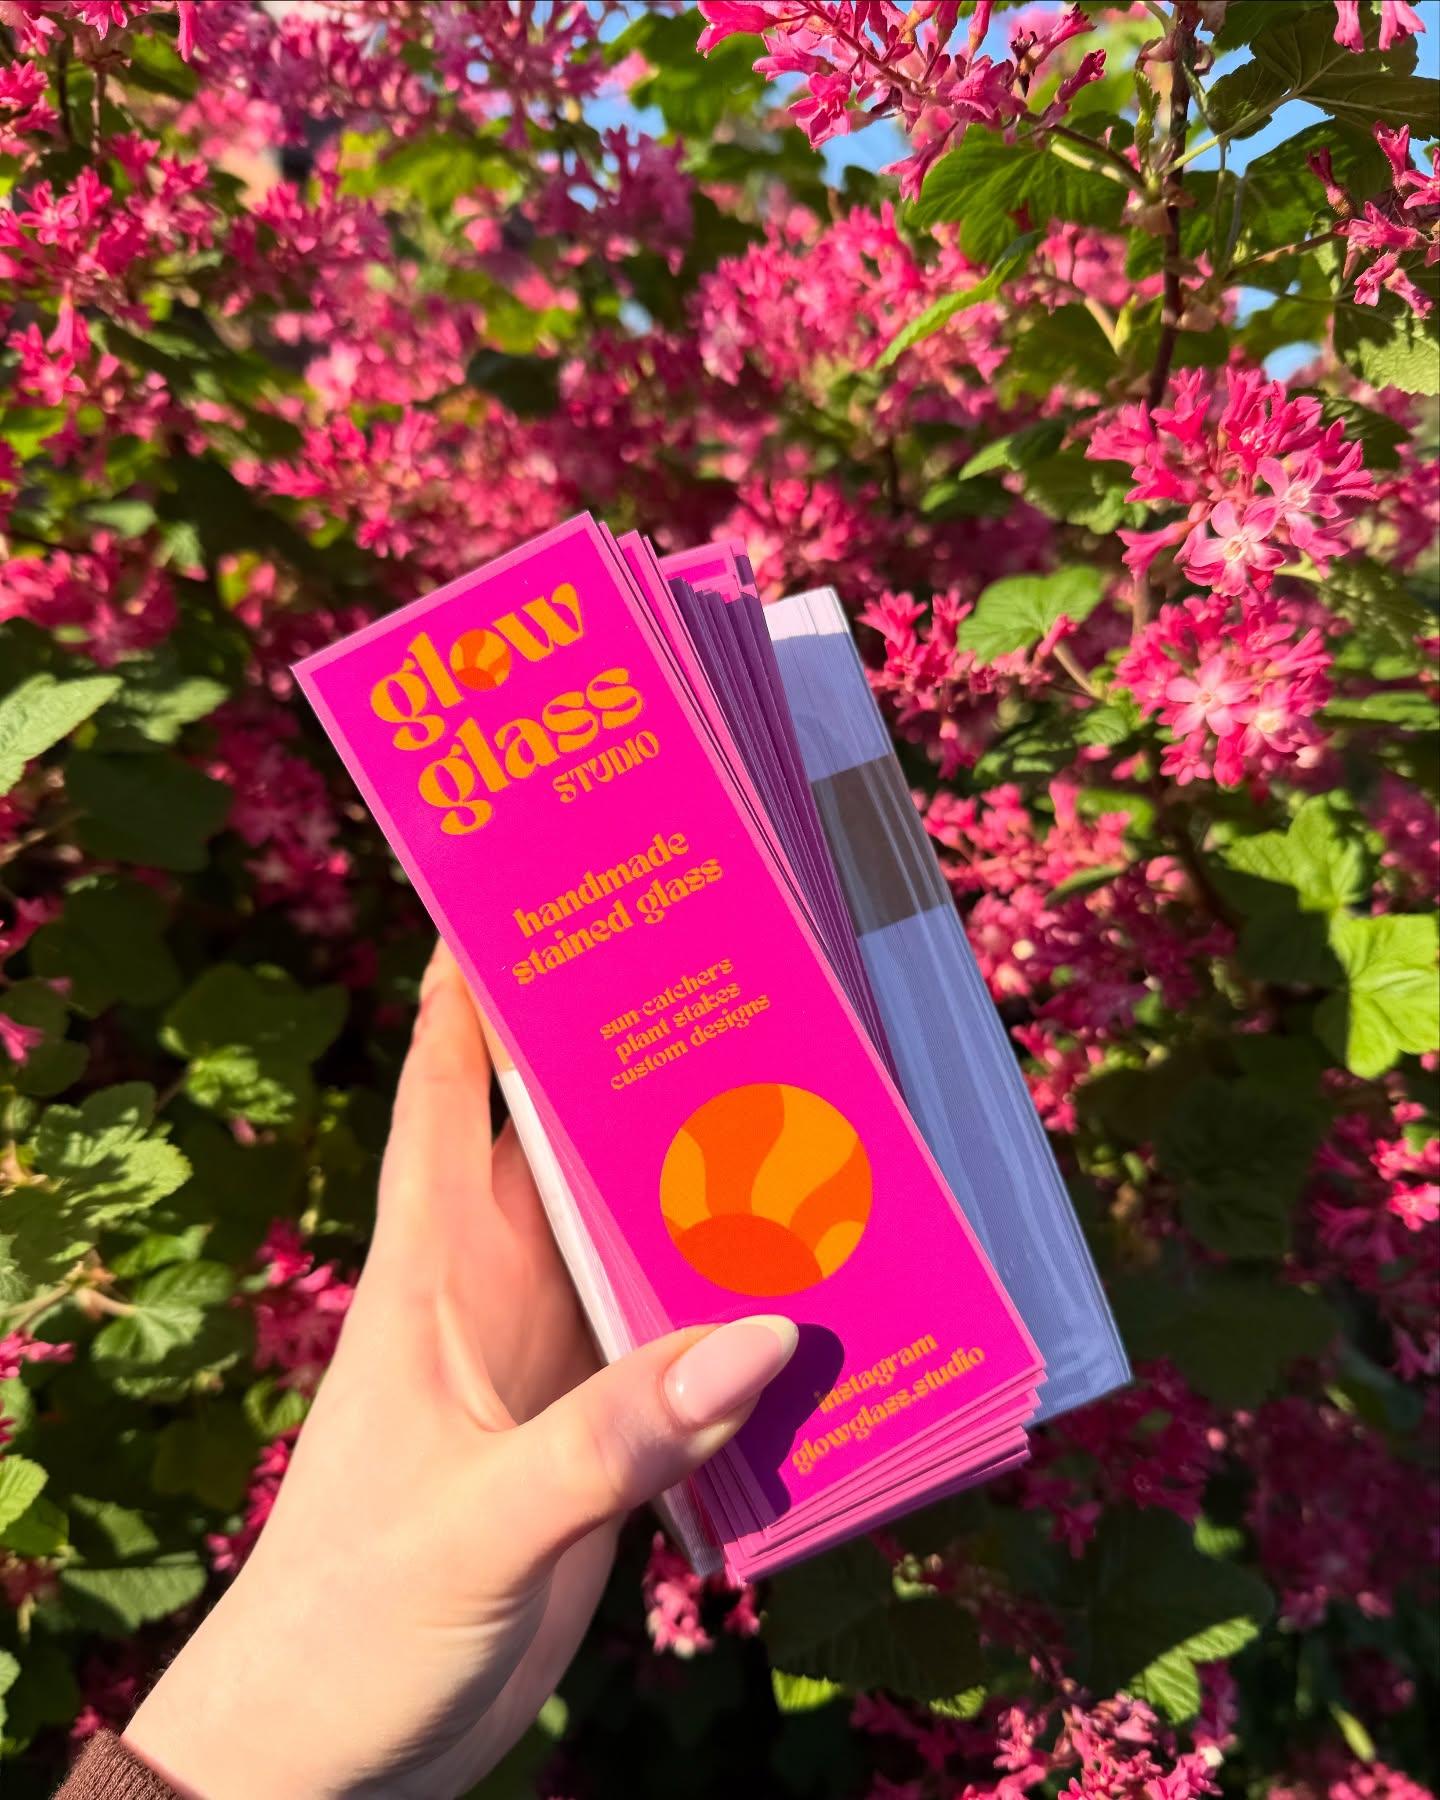 glow
glass
STUDIO
handmade
stained glass
sun-catchers
plant stakes
custom designs
instagram
glowglass.studio